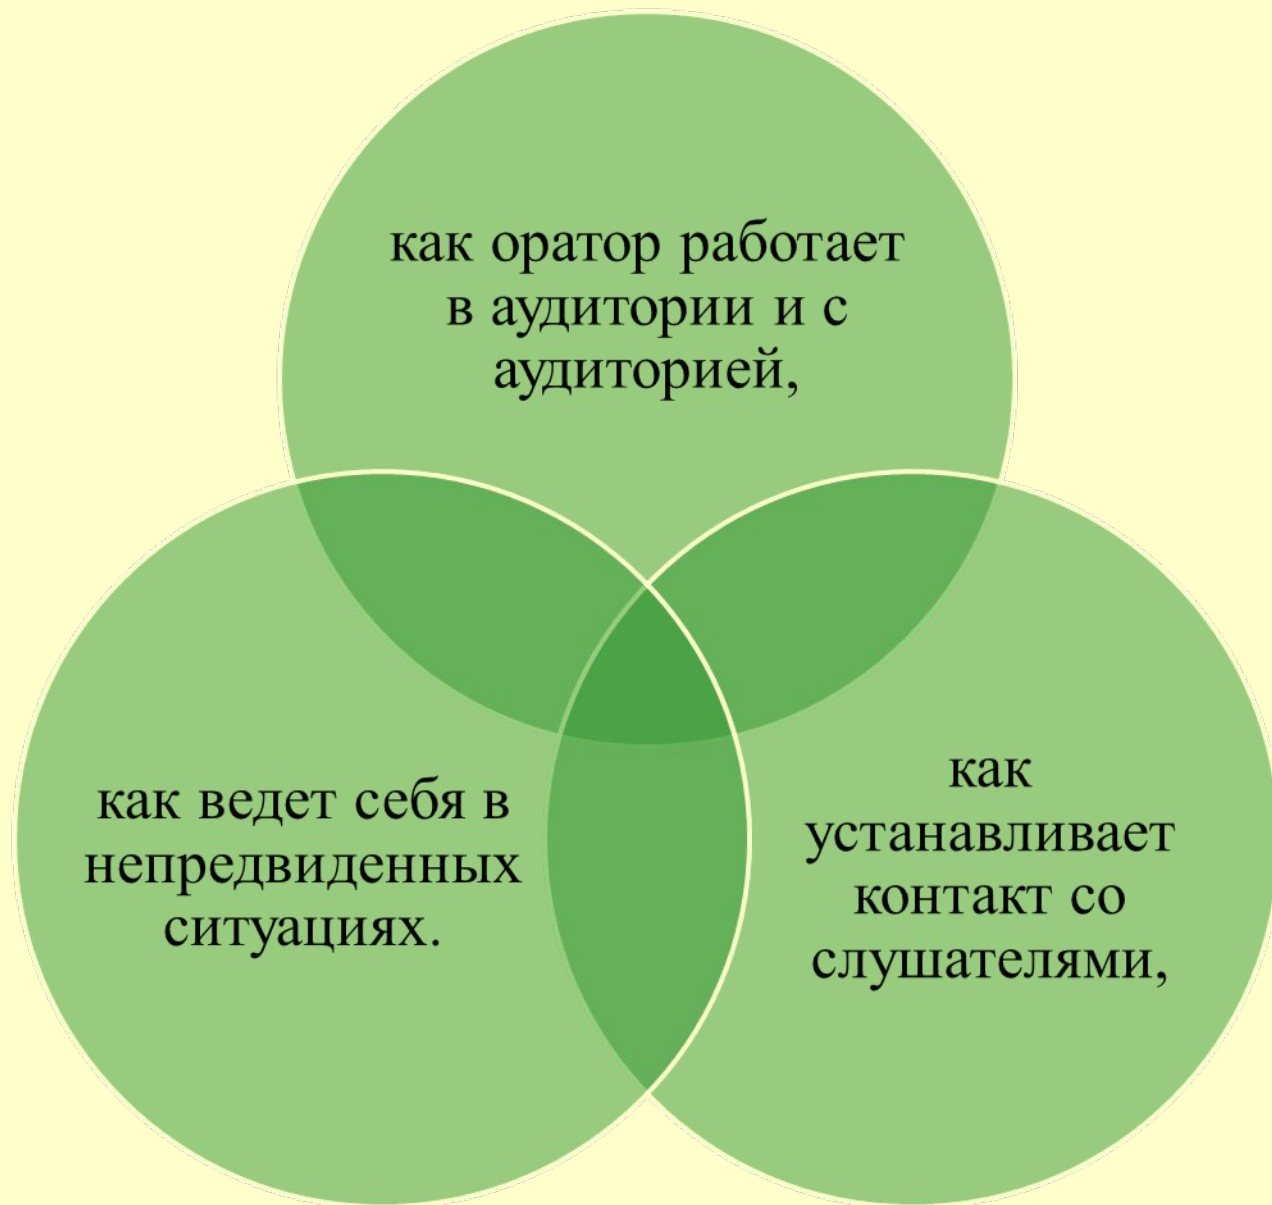 как оратор работает
в аудитории и с
аудиторией,
как
устанавливает
контакт со
слушателями,
как ведет себя в
непредвиденных
ситуациях.